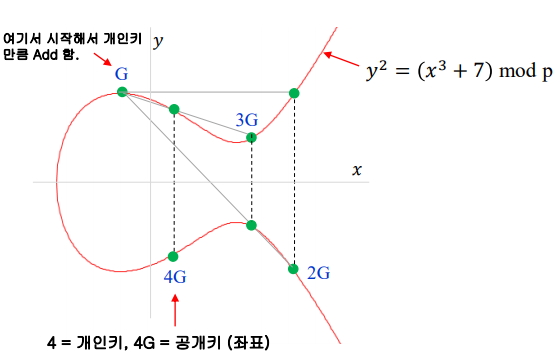 여기서 시작해서 개인키
만큼 Add 함.
y
G
y² = (x³ + 7) mod p
3G
x
4G
2G
4 = 개인키, 4G = 공개키 (좌표)